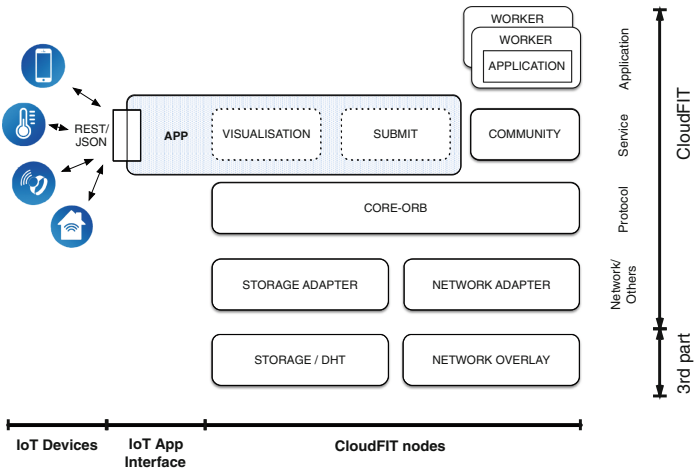 WORKER
WORKER
APPLICATION
Application
CloudFIT
REST/
JSON
APP
VISUALISATION
SUBMIT
COMMUNITY
Service
CORE-ORB
Protocol
STORAGE ADAPTER
NETWORK ADAPTER
Network/
Others
STORAGE / DHT
NETWORK OVERLAY
3rd part
IoT Devices
IoT App
Interface
CloudFIT nodes